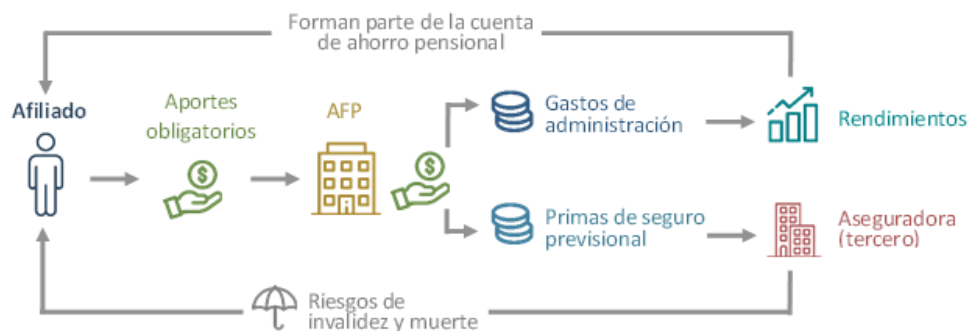 Forman parte de la cuenta
de ahorro pensional
Afiliado
Aportes
obligatorios
AFP
$
$
Gastos de
administración
Rendimientos
Primas de seguro
previsional
Aseguradora
(tercero)
Riesgos de
invalidez y muerte